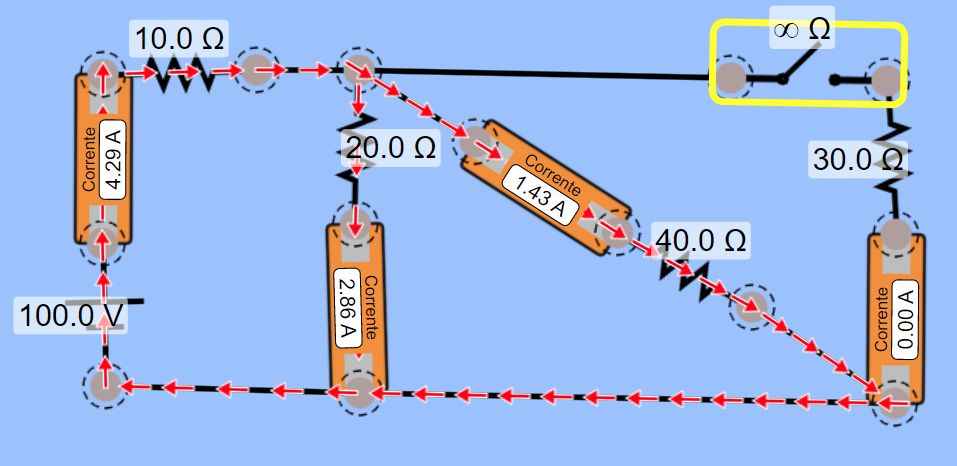 10.0 Ω
∞ Ω
Corrente
4.29 A
20.0 Ω
Corrente
1.43 A
30.0 Ω
40.0 Ω
100.0 V
Corrente
2.86 A
Corrente
0.00 A